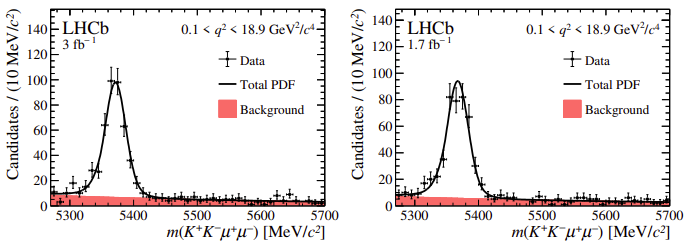 Candidates / (10 MeV/c²)
140
120
100
80
60
40
20
0
LHCb
3 fb⁻¹
0.1 < q² < 18.9 GeV²/c⁴
Data
Total PDF
Background
5300 5400 5500 5600 5700
m(K⁺K⁻μ⁺μ⁻) [MeV/c²]
Candidates / (10 MeV/c²)
140
120
100
80
60
40
20
0
LHCb
1.7 fb⁻¹
0.1 < q² < 18.9 GeV²/c⁴
Data
Total PDF
Background
5300 5400 5500 5600 5700
m(K⁺K⁻μ⁺μ⁻) [MeV/c²]